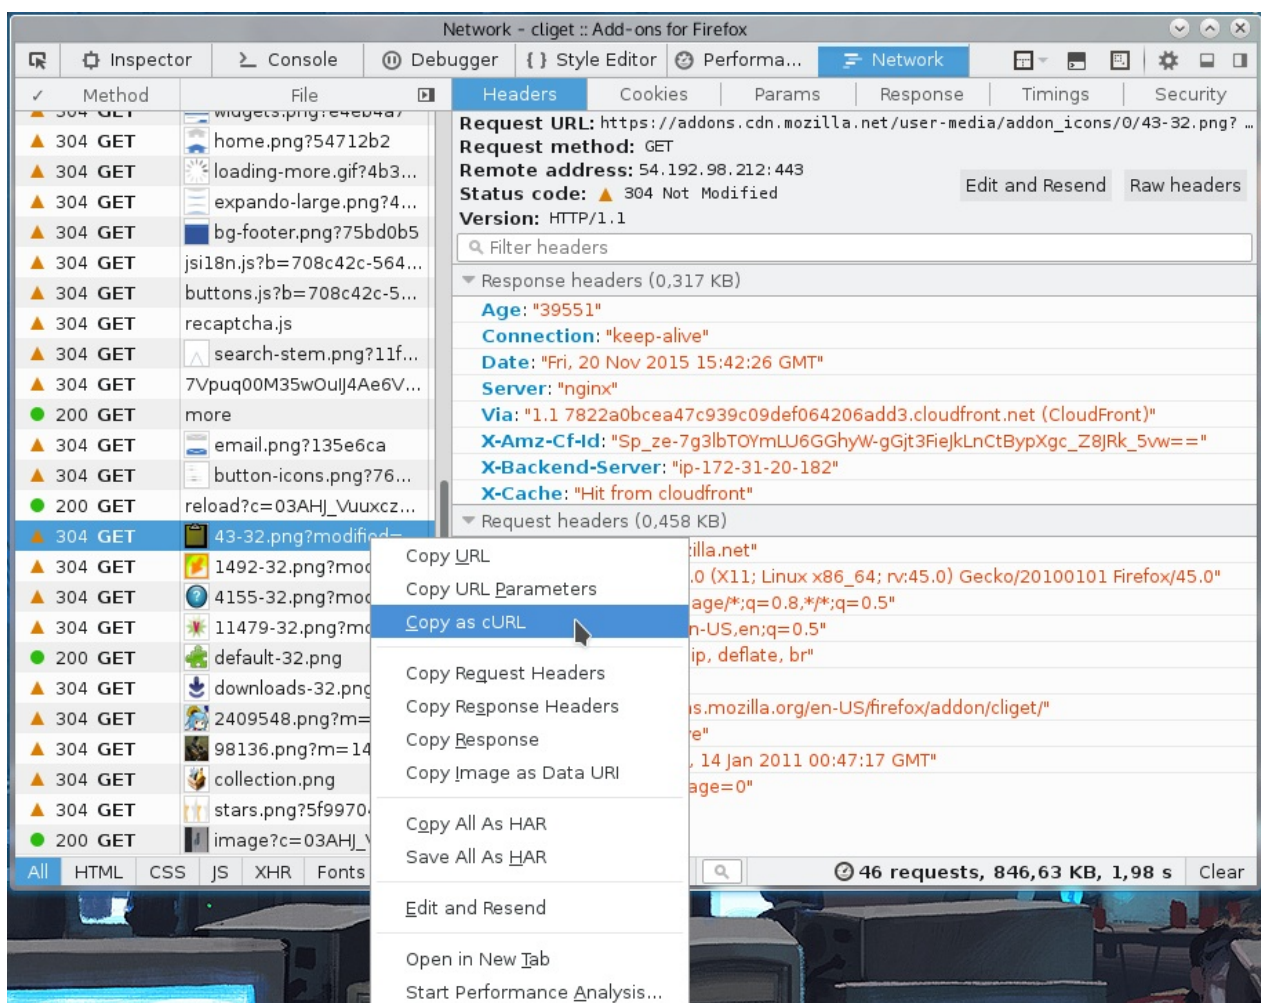 Network - cliget :: Add-ons for Firefox
Inspector Console Debugger { } Style Editor Performa... Network
✓ Method File Headers Cookies Params Response Timings Security
304 GET widgets.png?e4eb4a7
304 GET home.png?54712b2
304 GET loading-more.gif?4b3...
304 GET expando-large.png?4...
304 GET bg-footer.png?75bd0b5
304 GET jsi18n.js?b=708c42c-564...
304 GET buttons.js?b=708c42c-5...
304 GET recaptcha.js
304 GET search-stem.png?11f...
304 GET 7Vpuq00M35wOuIJ4Ae6V...
200 GET more
304 GET email.png?135e6ca
304 GET button-icons.png?76...
200 GET reload?c=03AHJ_Vuuxcz...
304 GET 43-32.png?modified=
304 GET 1492-32.png?mod
304 GET 4155-32.png?mod
304 GET 11479-32.png?mo
200 GET default-32.png
304 GET downloads-32.png
304 GET 2409548.png?m=
304 GET 98136.png?m=14
304 GET collection.png
304 GET stars.png?5f9970
200 GET image?c=03AHJ_V
Request URL: https://addons.cdn.mozilla.net/user-media/addon_icons/0/43-32.png? …
Request method: GET
Remote address: 54.192.98.212:443
Status code: 304 Not Modified
Edit and Resend Raw headers
Version: HTTP/1.1
Filter headers
Response headers (0,317 KB)
Age: "39551"
Connection: "keep-alive"
Date: "Fri, 20 Nov 2015 15:42:26 GMT"
Server: "nginx"
Via: "1.1 7822a0bcea47c939c09def064206add3.cloudfront.net (CloudFront)"
X-Amz-Cf-Id: "Sp_ze-7g3lbTOYmLU6GGhyW-gGjt3FieJkLnCtBypXgc_Z8JRk_5vw=="
X-Backend-Server: "ip-172-31-20-182"
X-Cache: "Hit from cloudfront"
Request headers (0,458 KB)
illa.net"
.0 (X11; Linux x86_64; rv:45.0) Gecko/20100101 Firefox/45.0"
age/*;q=0.8,*/*;q=0.5"
n-US,en;q=0.5"
ip, deflate, br"
s.mozilla.org/en-US/firefox/addon/cliget/"
e"
, 14 Jan 2011 00:47:17 GMT"
age=0"
Copy URL
Copy URL Parameters
Copy as cURL
Copy Request Headers
Copy Response Headers
Copy Response
Copy Image as Data URI
Copy All As HAR
Save All As HAR
Edit and Resend
Open in New Tab
Start Performance Analysis...
All HTML CSS JS XHR Fonts
46 requests, 846,63 KB, 1,98 s Clear